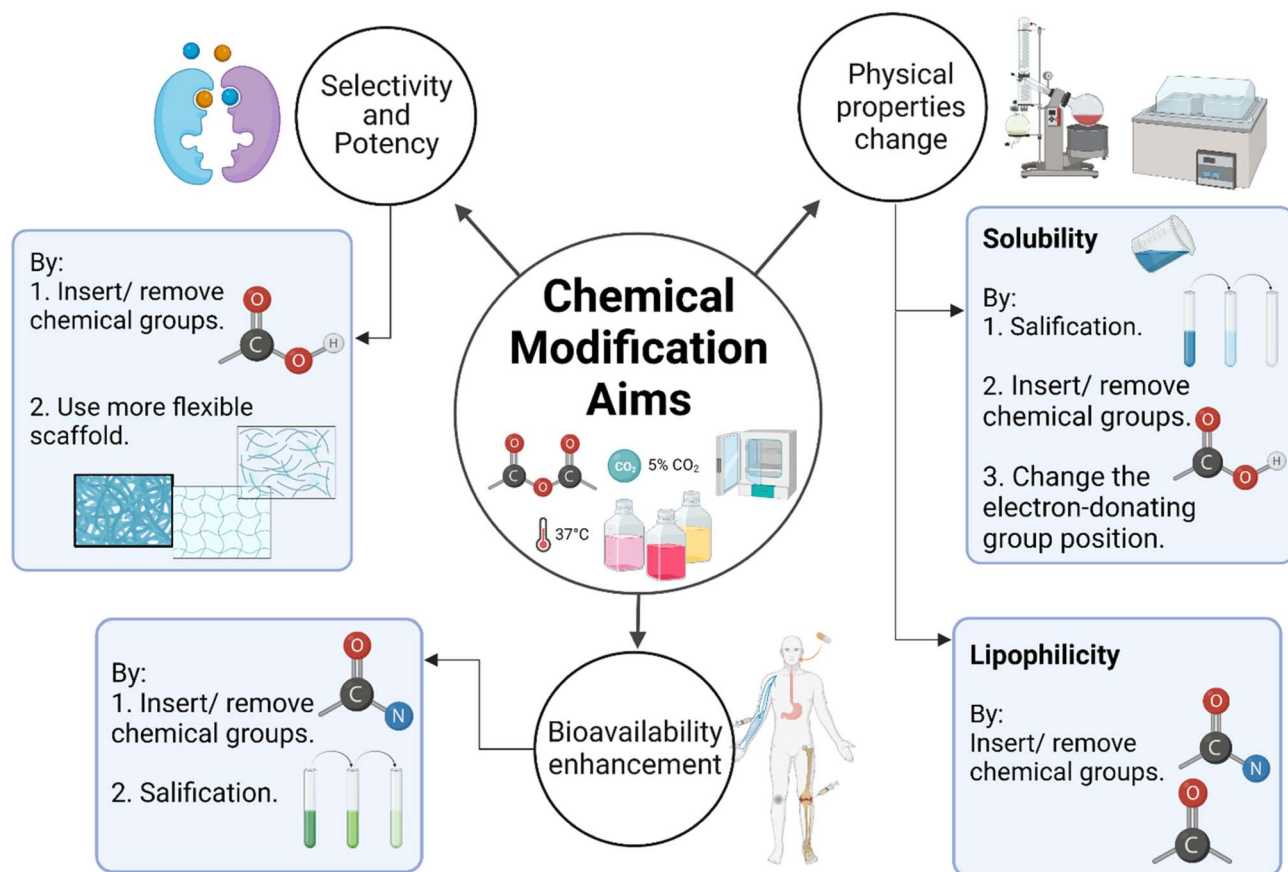 Selectivity
and
Potency
Physical
properties
change
By:
1. Insert/ remove
chemical groups.
O
C
O
H
2. Use more flexible
scaffold.
Chemical
Modification
Aims
O
O
C
O
C
CO₂
5% CO₂
37°C
Solubility
By:
1. Salification.
2. Insert/ remove
chemical groups.
O
C
O
H
3. Change the
electron-donating
group position.
By:
1. Insert/ remove
chemical groups.
O
C
N
2. Salification.
Bioavailability
enhancement
Lipophilicity
By:
Insert/ remove
chemical groups.
O
C
N
O
C